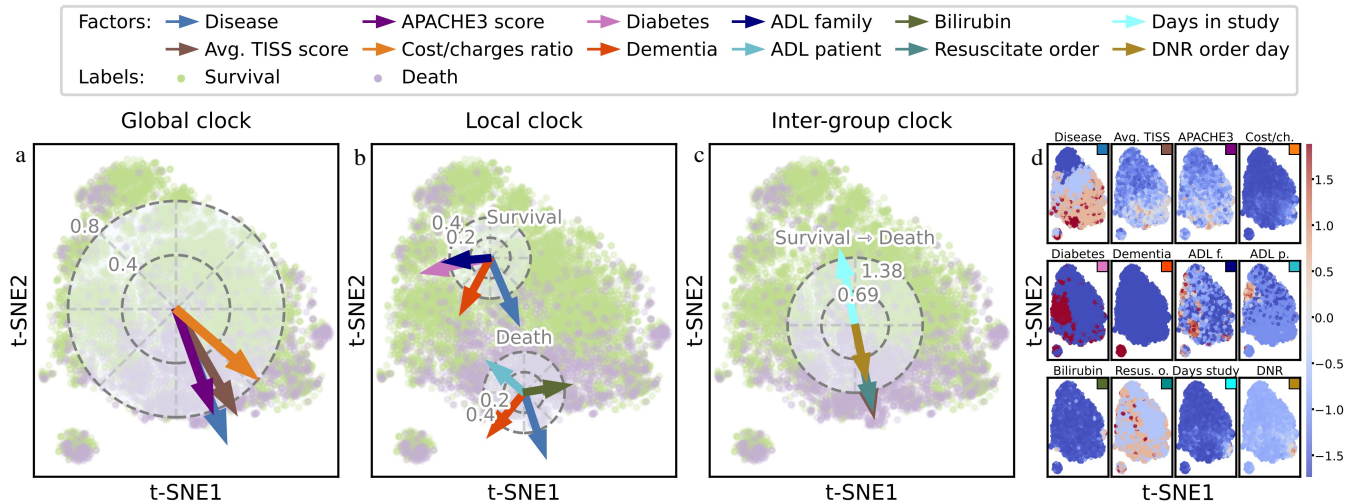 Factors: Disease APACHE3 score Diabetes ADL family Bilirubin Days in study
Avg. TISS score Cost/charges ratio Dementia ADL patient Resuscitate order DNR order day
Labels: Survival Death
Global clock Local clock Inter-group clock
a b c d
Disease Avg. TISS APACHE3 Cost/ch.
0.8
0.4
0.4
0.2
Survival
Survival → Death
1.38
0.69
Death
0.2
0.4
Diabetes Dementia ADL f. ADL p.
Bilirubin Resus. o. Days study DNR
1.5
1.0
0.5
0.0
−0.5
−1.0
−1.5
t-SNE2 t-SNE2 t-SNE2 t-SNE2
t-SNE1 t-SNE1 t-SNE1 t-SNE1